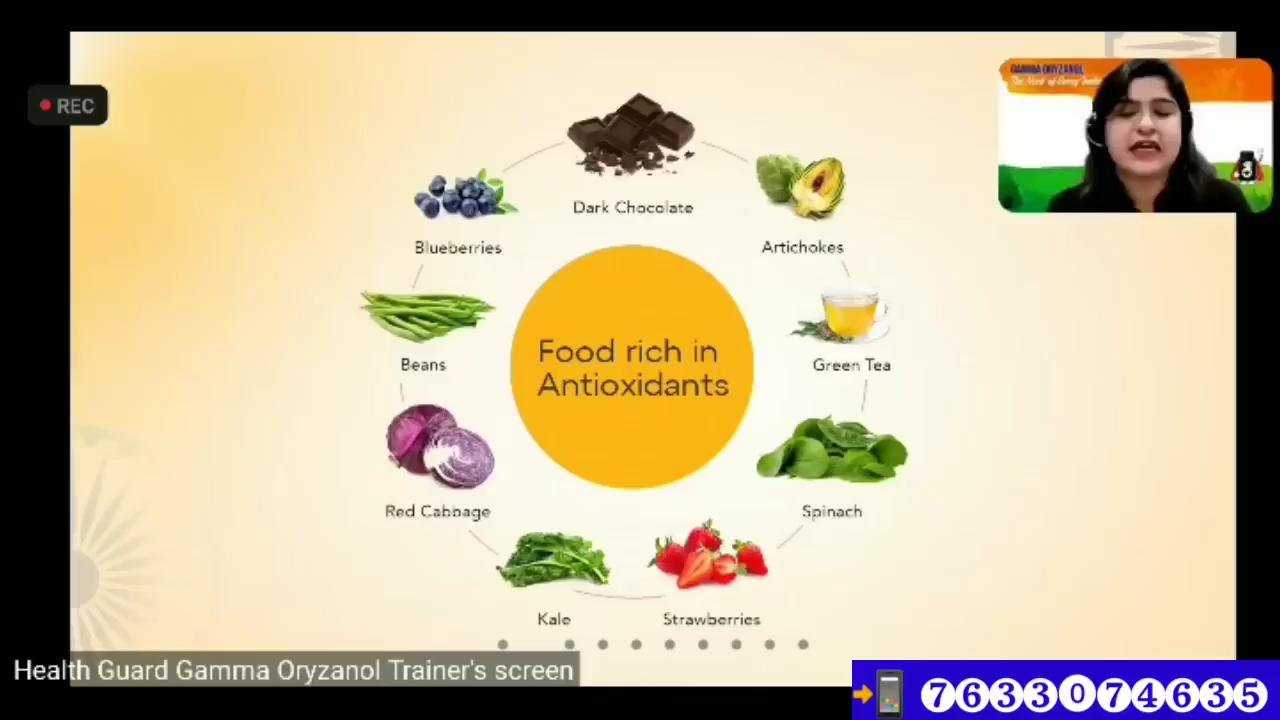 REC
GAMMA ORYZANOL
Dark Chocolate
Blueberries
Artichokes
Beans
Green Tea
Food rich in
Antioxidants
Red Cabbage
Spinach
Kale
Strawberries
Health Guard Gamma Oryzanol Trainer's screen
7633074635